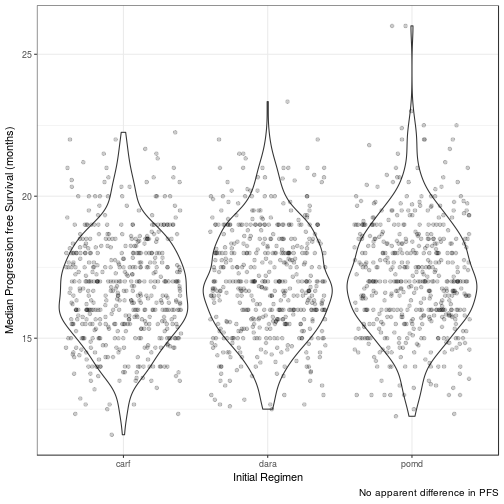 Median Progression free Survival (months)
25
20
15
carf dara pomd
Initial Regimen
No apparent difference in PFS